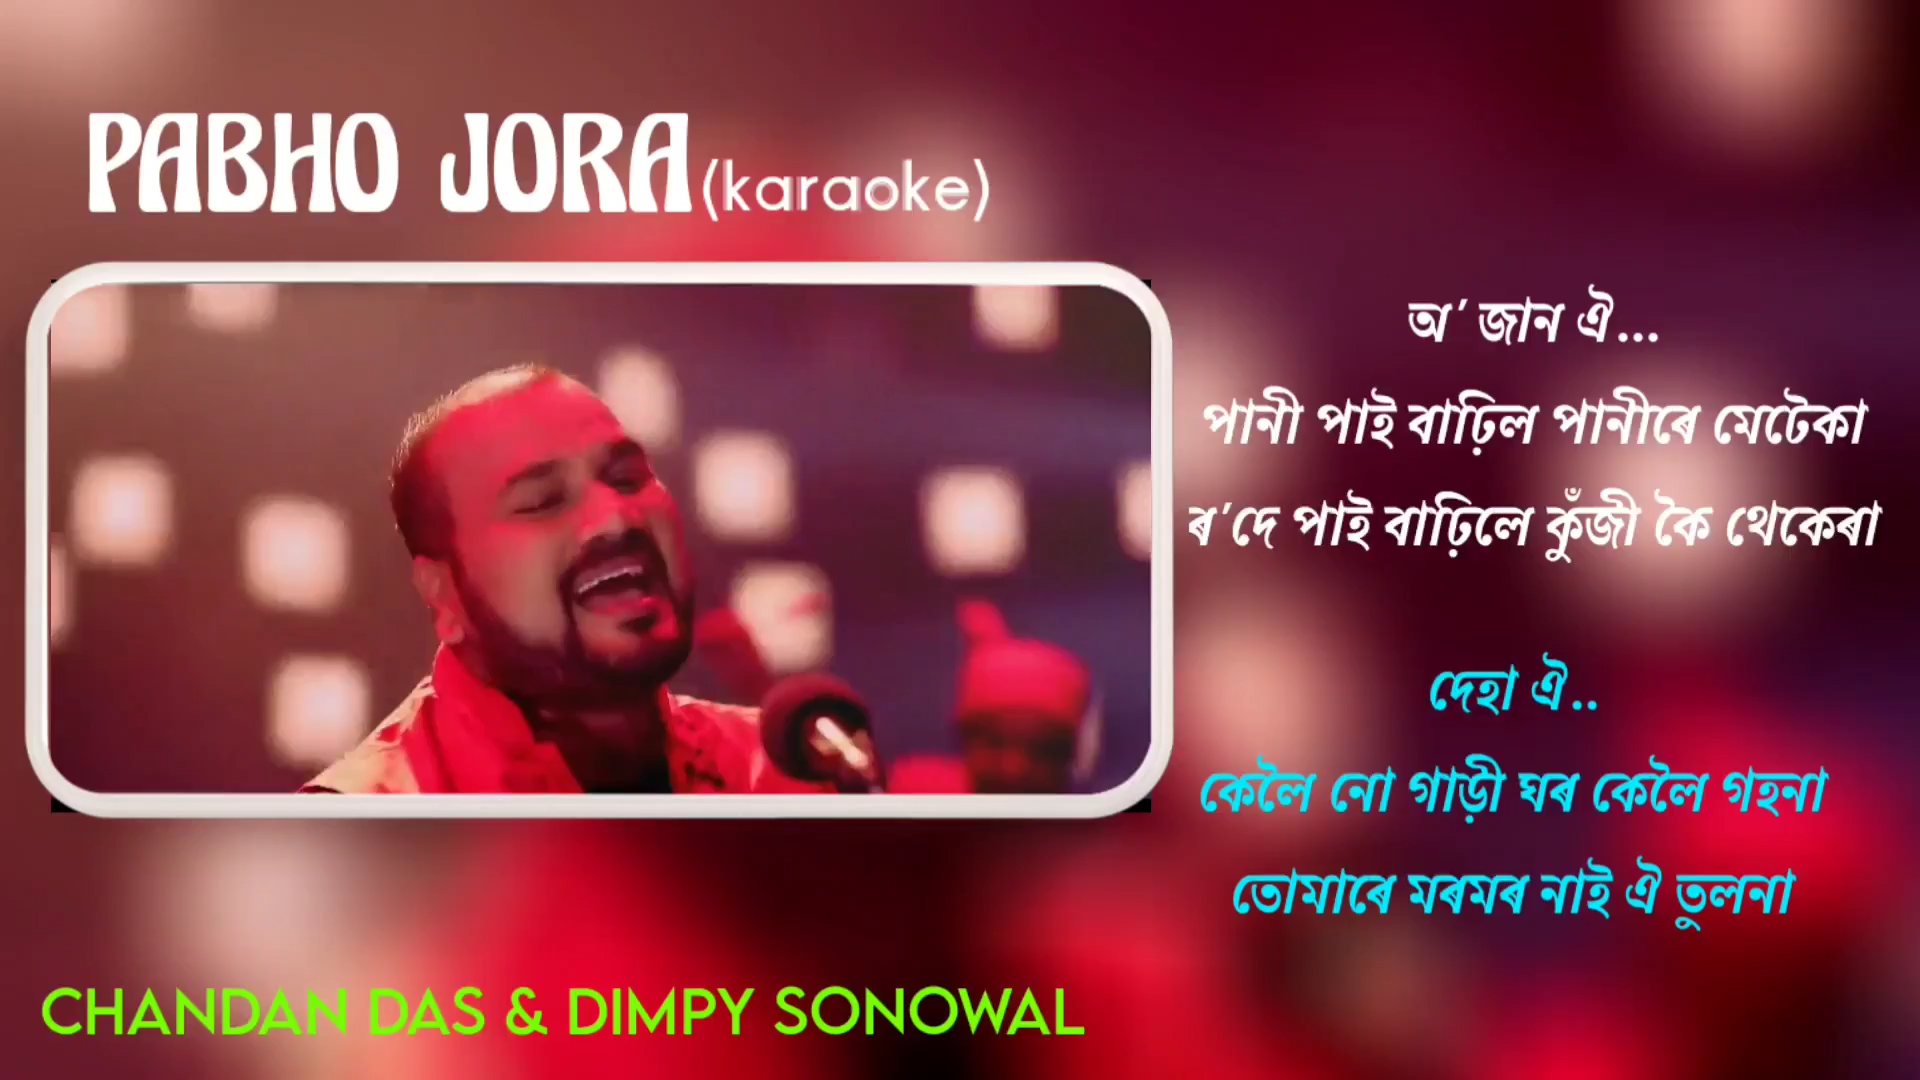 PABHO JORA (karaoke)
অ' জান ঐ...
পানী পাই বাঢ়িল পানীৰে মেটেকা
ৰ'দে পাই বাঢ়িলে কুঁজী কৈ থেকেৰা
দেহা ঐ..
কেলৈ নো গাড়ী ঘৰ কেলৈ গহনা
তোমাৰে মৰমৰ নাই ঐ তুলনা
CHANDAN DAS & DIMPY SONOWAL